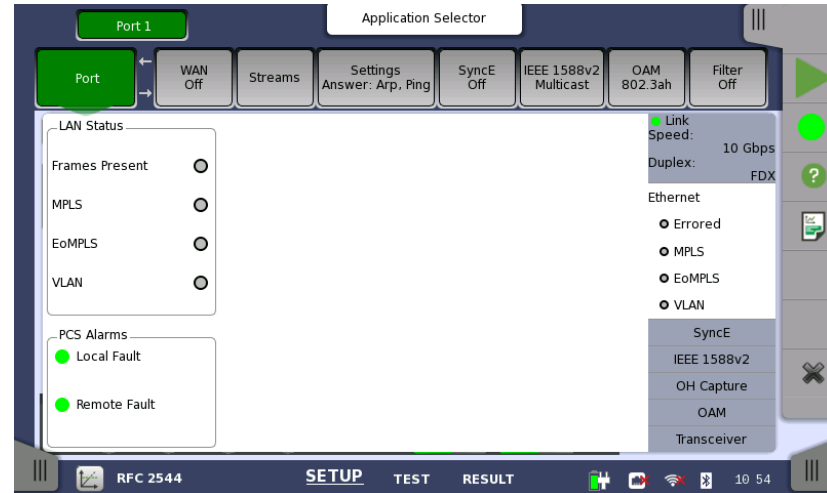 Port 1
Application Selector
Port
WAN
Off
Streams
Settings
Answer: Arp, Ping
SyncE
Off
IEEE 1588v2
Multicast
OAM
802.3ah
Filter
Off
LAN Status
Frames Present
MPLS
EoMPLS
VLAN
PCS Alarms
Local Fault
Remote Fault
Link
Speed:
10 Gbps
Duplex:
FDX
Ethernet
Errored
MPLS
EoMPLS
VLAN
SyncE
IEEE 1588v2
OH Capture
OAM
Transceiver
?
RFC 2544
SETUP
TEST
RESULT
10 54